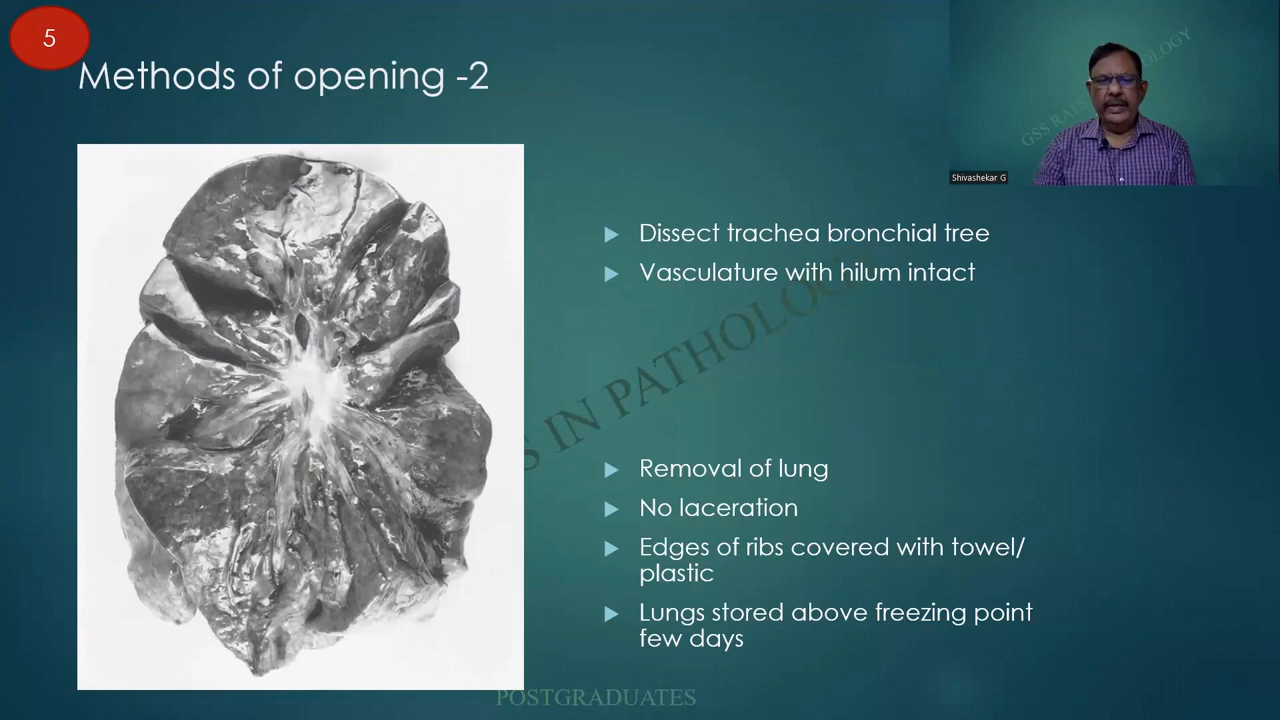 5
Methods of opening -2
Shivashekar G
Dissect trachea bronchial tree
Vasculature with hilum intact
Removal of lung
No laceration
Edges of ribs covered with towel/
plastic
Lungs stored above freezing point
few days
IN PATHOLOGY
POSTGRADUATES